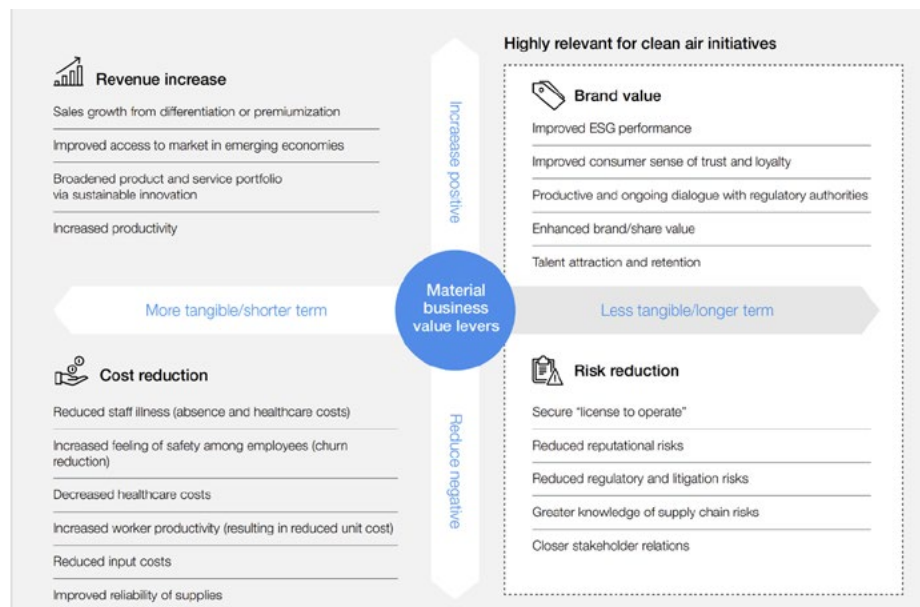 Highly relevant for clean air initiatives
Revenue increase
Sales growth from differentiation or premiumization
Improved access to market in emerging economies
Broadened product and service portfolio
via sustainable innovation
Increased productivity
Increaase positive
Brand value
Improved ESG performance
Improved consumer sense of trust and loyalty
Productive and ongoing dialogue with regulatory authorities
Enhanced brand/share value
Talent attraction and retention
More tangible/shorter term
Material
business
value levers
Less tangible/longer term
Cost reduction
Reduced staff illness (absence and healthcare costs)
Increased feeling of safety among employees (churn
reduction)
Decreased healthcare costs
Increased worker productivity (resulting in reduced unit cost)
Reduced input costs
Improved reliability of supplies
Reduce negative
Risk reduction
Secure "license to operate"
Reduced reputational risks
Reduced regulatory and litigation risks
Greater knowledge of supply chain risks
Closer stakeholder relations